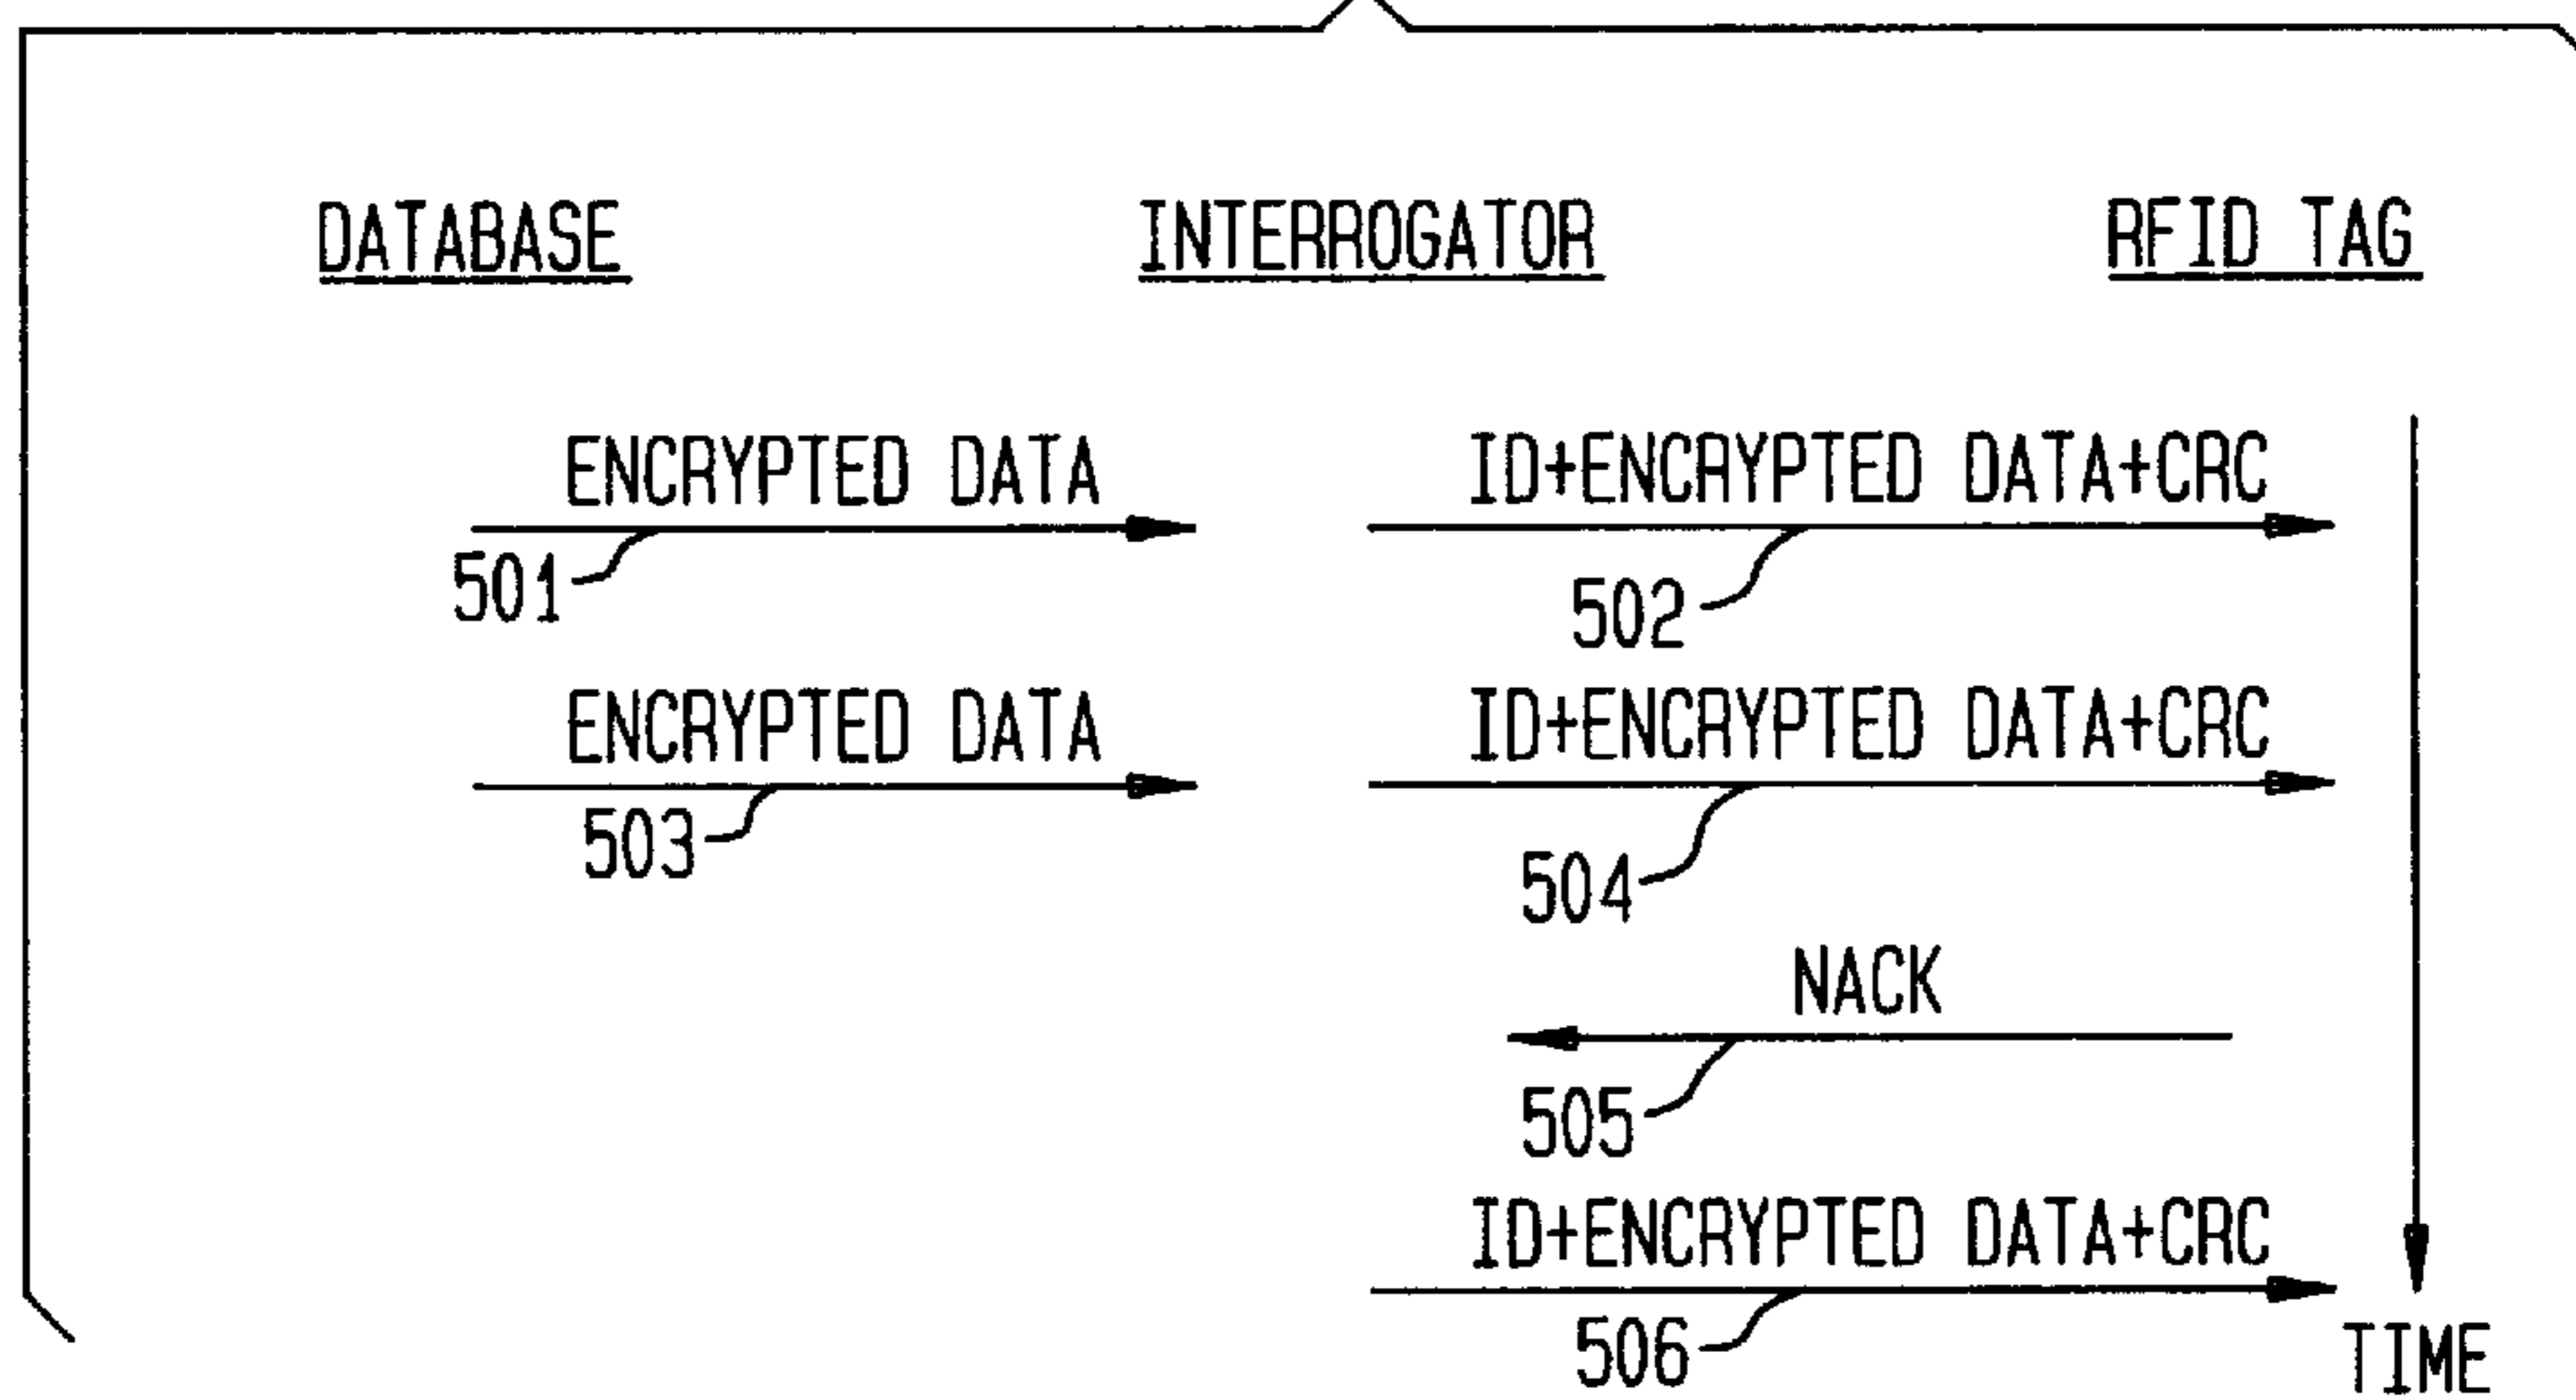 DATABASE INTERROGATOR RFID TAG
ENCRYPTED DATA ID+ENCRYPTED DATA+CRC
501 502
ENCRYPTED DATA ID+ENCRYPTED DATA+CRC
503 504
NACK
505
ID+ENCRYPTED DATA+CRC
506 TIME